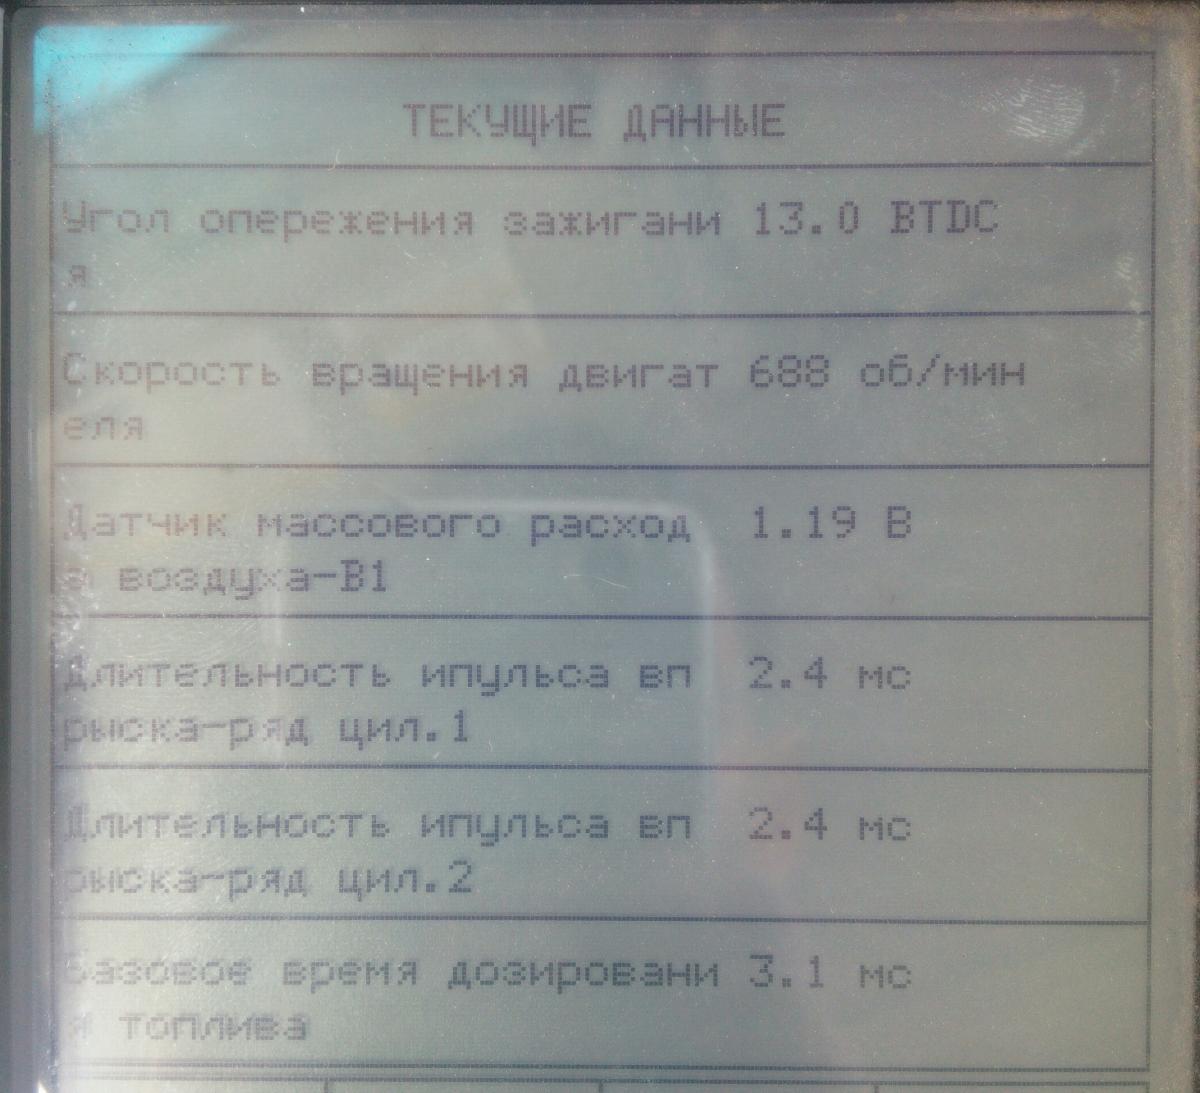 ТЕКУЩИЕ ДАННЫЕ
Угол опережения зажигани 13.0 BTDC
я
Скорость вращения двигат 688 об/мин
еля
Датчик массового расход 1.19 В
а воздуха-В1
Длительность ипульса вп 2.4 мс
рыска-ряд цил.1
Длительность ипульса вп 2.4 мс
рыска-ряд цил.2
Базовое время дозировани 3.1 мс
я топлива